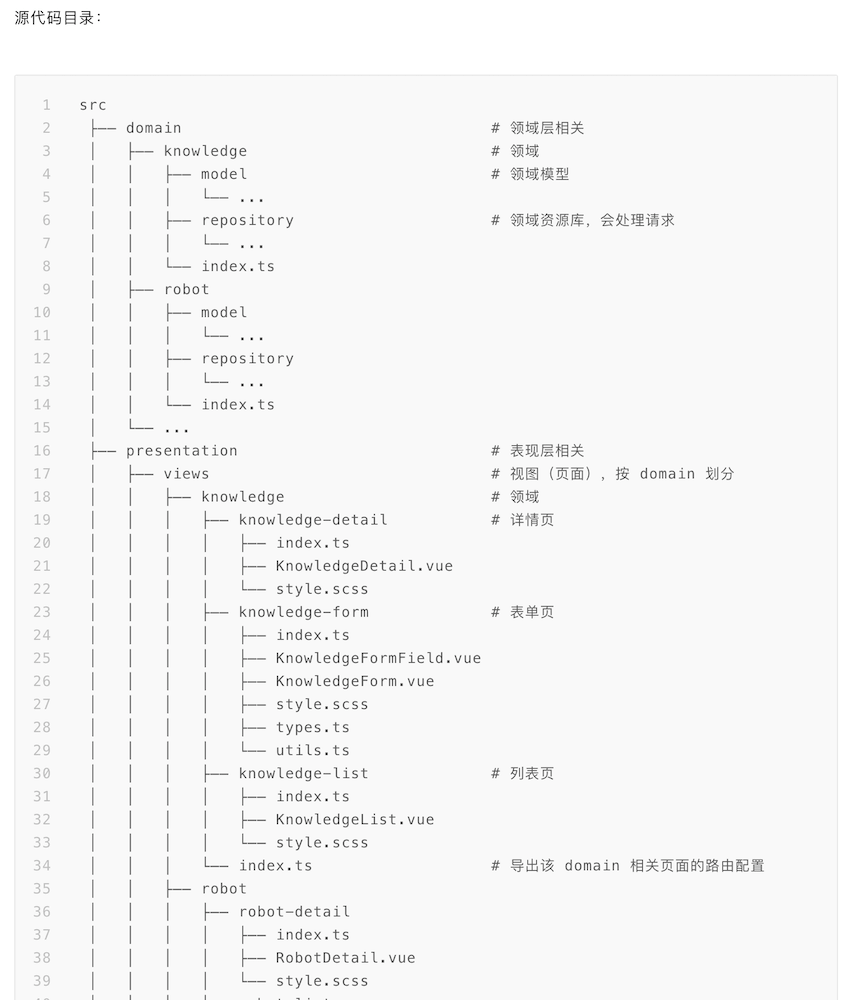 源代码目录：
1 src
2 ├── domain # 领域层相关
3 │ ├── knowledge # 领域
4 │ │ ├── model # 领域模型
5 │ │ │ └── ...
6 │ │ ├── repository # 领域资源库，会处理请求
7 │ │ │ └── ...
8 │ │ └── index.ts
9 │ ├── robot
10 │ │ ├── model
11 │ │ │ └── ...
12 │ │ ├── repository
13 │ │ │ └── ...
14 │ │ └── index.ts
15 │ └── ...
16 ├── presentation # 表现层相关
17 │ ├── views # 视图（页面），按 domain 划分
18 │ │ ├── knowledge # 领域
19 │ │ │ ├── knowledge-detail # 详情页
20 │ │ │ │ ├── index.ts
21 │ │ │ │ ├── KnowledgeDetail.vue
22 │ │ │ │ └── style.scss
23 │ │ │ ├── knowledge-form # 表单页
24 │ │ │ │ ├── index.ts
25 │ │ │ │ ├── KnowledgeFormField.vue
26 │ │ │ │ ├── KnowledgeForm.vue
27 │ │ │ │ ├── style.scss
28 │ │ │ │ ├── types.ts
29 │ │ │ │ └── utils.ts
30 │ │ │ ├── knowledge-list # 列表页
31 │ │ │ │ ├── index.ts
32 │ │ │ │ ├── KnowledgeList.vue
33 │ │ │ │ └── style.scss
34 │ │ │ └── index.ts # 导出该 domain 相关页面的路由配置
35 │ │ ├── robot
36 │ │ │ ├── robot-detail
37 │ │ │ │ ├── index.ts
38 │ │ │ │ ├── RobotDetail.vue
39 │ │ │ │ └── style.scss